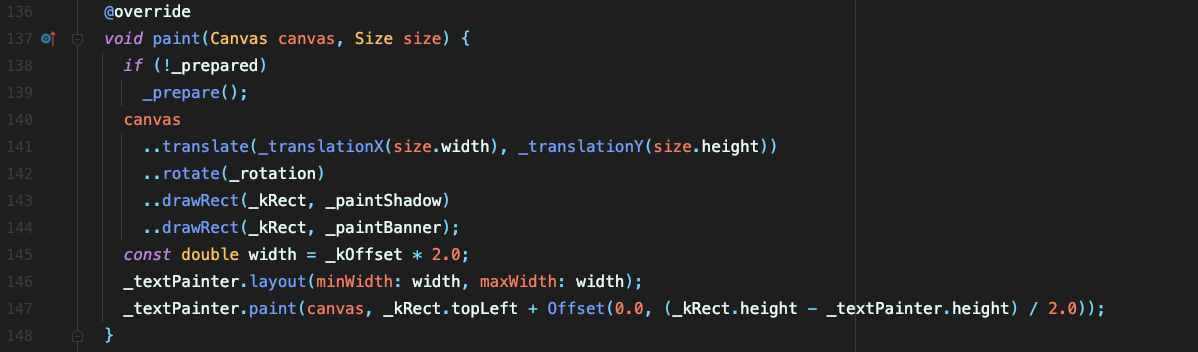 136 @override
137 void paint(Canvas canvas, Size size) {
138 if (!_prepared)
139 _prepare();
140 canvas
141 ..translate(_translationX(size.width), _translationY(size.height))
142 ..rotate(_rotation)
143 ..drawRect(_kRect, _paintShadow)
144 ..drawRect(_kRect, _paintBanner);
145 const double width = _kOffset * 2.0;
146 _textPainter.layout(minWidth: width, maxWidth: width);
147 _textPainter.paint(canvas, _kRect.topLeft + Offset(0.0, (_kRect.height - _textPainter.height) / 2.0));
148 }